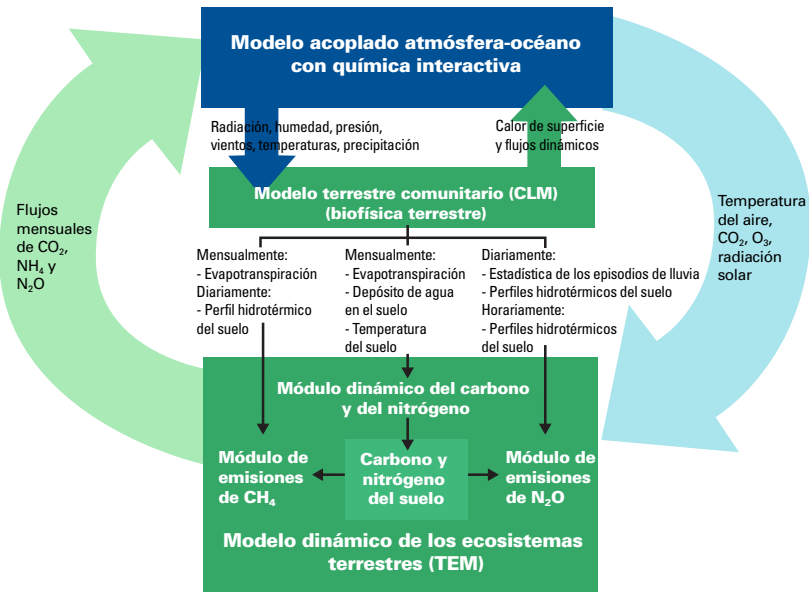 Modelo acoplado atmósfera-océano
con química interactiva
Radiación, humedad, presión,
vientos, temperaturas, precipitación
Calor de superficie
y flujos dinámicos
Modelo terrestre comunitario (CLM)
(biofísica terrestre)
Flujos
mensuales
de CO₂,
NH₄ y
N₂O
Temperatura
del aire,
CO₂, O₃,
radiación
solar
Mensualmente:
- Evapotranspiración
Diariamente:
- Perfil hidrotérmico
del suelo
Mensualmente:
- Evapotranspiración
- Depósito de agua
en el suelo
- Temperatura
del suelo
Diariamente:
- Estadística de los episodios de lluvia
- Perfiles hidrotérmicos del suelo
Horariamente:
- Perfiles hidrotérmicos
del suelo
Módulo dinámico del carbono
y del nitrógeno
Módulo de
emisiones
de CH₄
Carbono y
nitrógeno
del suelo
Módulo de
emisiones
de N₂O
Modelo dinámico de los ecosistemas
terrestres (TEM)